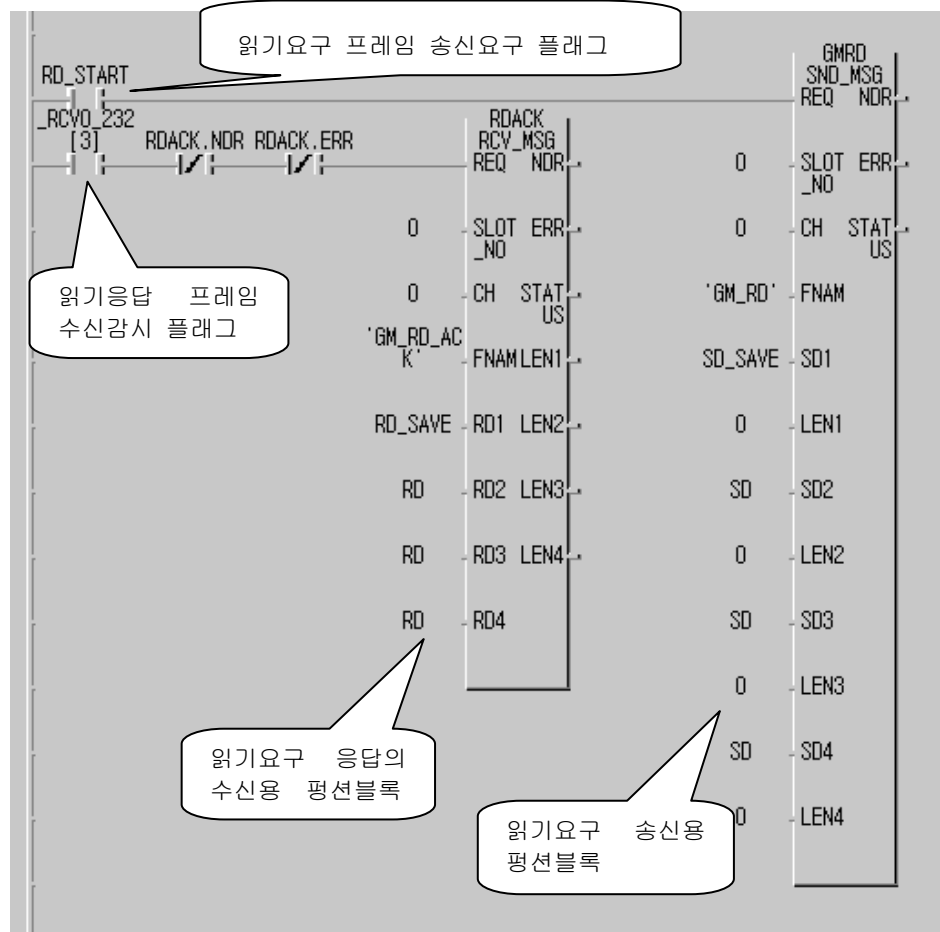 읽기요구 프레임 송신요구 플래그
RD_START
GMRD
SND_MSG
REQ NDR
_RCV0_232
[3]
RDACK.NDR RDACK.ERR
RDACK
RCV_MSG
REQ NDR
0 SLOT ERR
_NO
0 SLOT ERR
_NO
0 CH STAT
US
읽기응답 프레임
수신감시 플래그
0 CH STAT
US
'GM_RD' FNAM
'GM_RD_AC
K' FNAM LEN1
SD_SAVE SD1
RD_SAVE RD1 LEN2
0 LEN1
RD RD2 LEN3
SD SD2
RD RD3 LEN4
0 LEN2
RD RD4
SD SD3
0 LEN3
읽기요구 응답의
수신용 펑션블록
SD SD4
0 LEN4
읽기요구 송신용
펑션블록